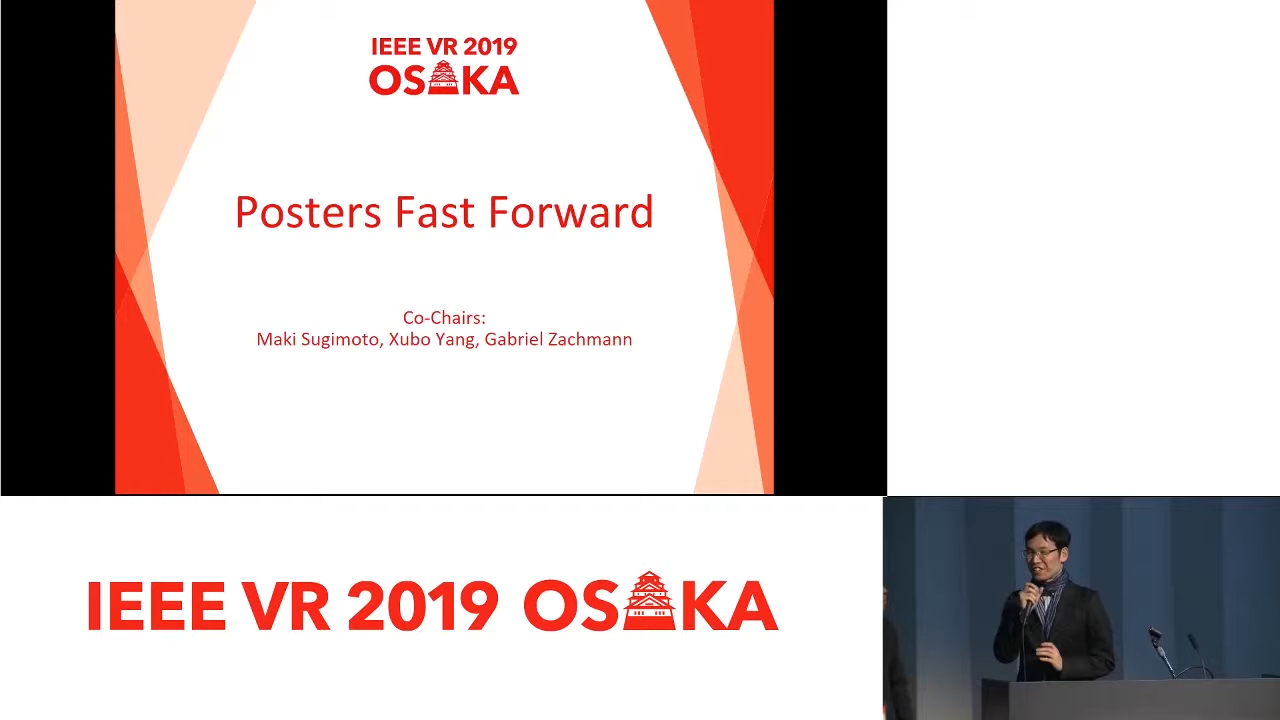 IEEE VR 2019
OSAKA
Posters Fast Forward
Co-Chairs:
Maki Sugimoto, Xubo Yang, Gabriel Zachmann
IEEE VR 2019 OSAKA